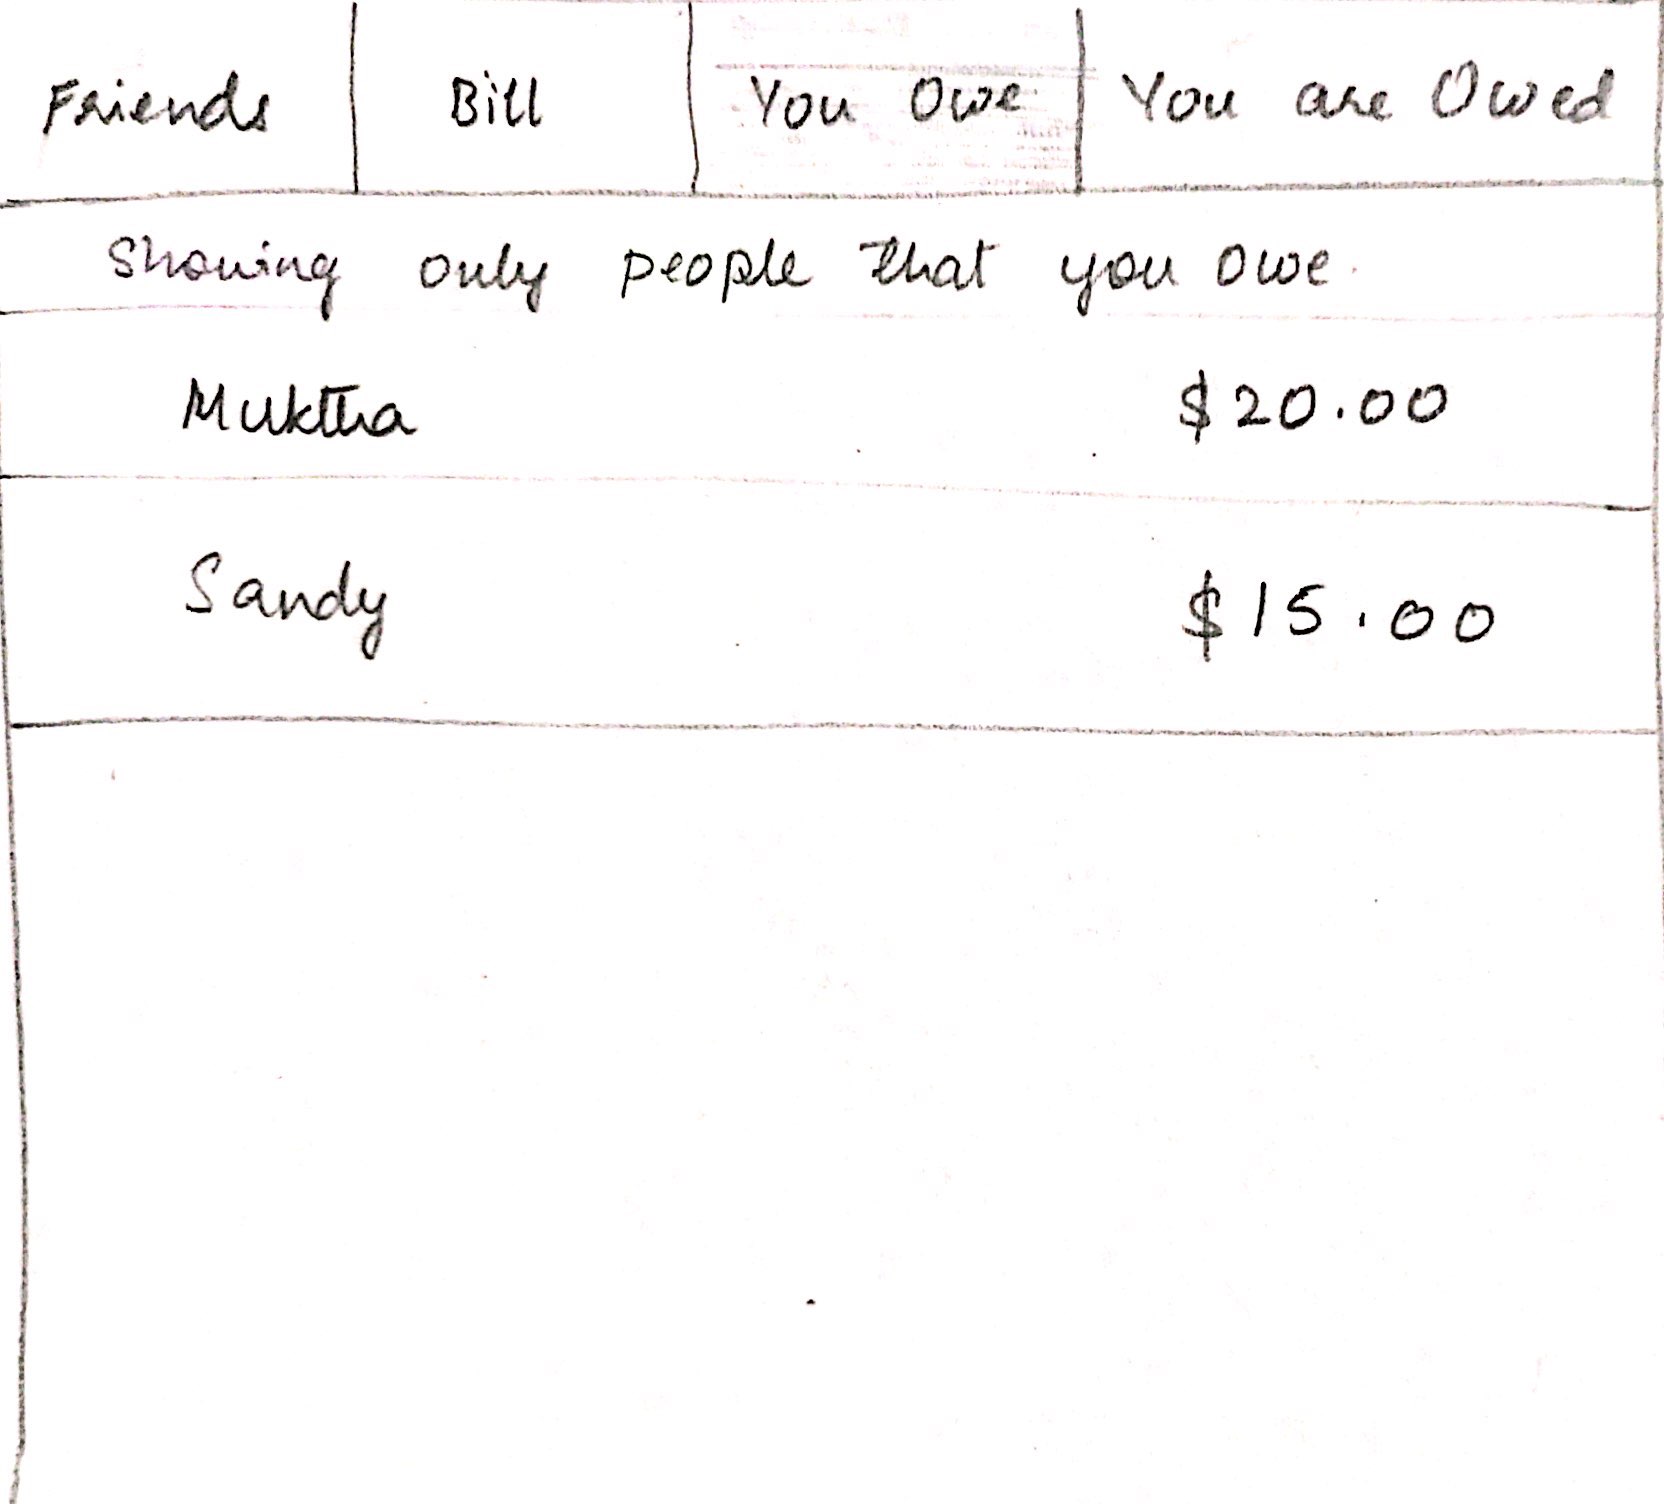 Friends Bill You Owe You are Owed
Showing only people that you owe.
Muktha $20.00
Sandy $15.00